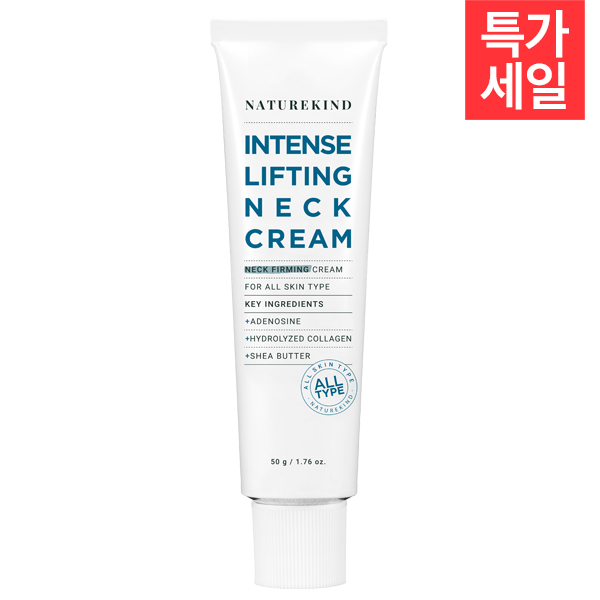 특가
세일
NATUREKIND
INTENSE
LIFTING
NECK
CREAM
NECK FIRMING CREAM
FOR ALL SKIN TYPE
KEY INGREDIENTS
+ADENOSINE
+HYDROLYZED COLLAGEN
+SHEA BUTTER
ALL SKIN TYPE
ALL
TYPE
· NATUREKIND ·
50 g / 1.76 oz.